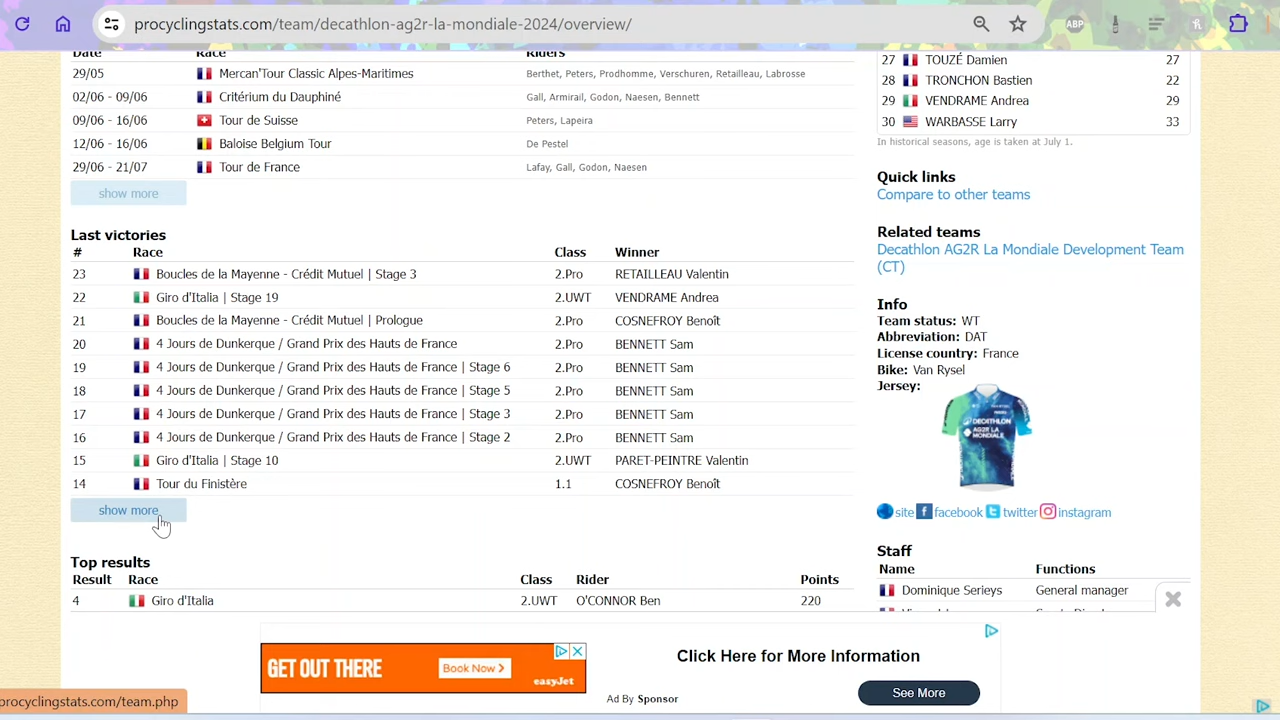 procyclingstats.com/team/decathlon-ag2r-la-mondiale-2024/overview/
ABP
Date Race Riders
29/05 Mercan'Tour Classic Alpes-Maritimes Berthet, Peters, Prodhomme, Verschuren, Retailleau, Labrosse
02/06 - 09/06 Critérium du Dauphiné Gall, Armirail, Godon, Naesen, Bennett
09/06 - 16/06 Tour de Suisse Peters, Lapeira
12/06 - 16/06 Baloise Belgium Tour De Pestel
29/06 - 21/07 Tour de France Lafay, Gall, Godon, Naesen
show more
Last victories
# Race Class Winner
23 Boucles de la Mayenne - Crédit Mutuel | Stage 3 2.Pro RETAILLEAU Valentin
22 Giro d'Italia | Stage 19 2.UWT VENDRAME Andrea
21 Boucles de la Mayenne - Crédit Mutuel | Prologue 2.Pro COSNEFROY Benoît
20 4 Jours de Dunkerque / Grand Prix des Hauts de France 2.Pro BENNETT Sam
19 4 Jours de Dunkerque / Grand Prix des Hauts de France | Stage 6 2.Pro BENNETT Sam
18 4 Jours de Dunkerque / Grand Prix des Hauts de France | Stage 5 2.Pro BENNETT Sam
17 4 Jours de Dunkerque / Grand Prix des Hauts de France | Stage 3 2.Pro BENNETT Sam
16 4 Jours de Dunkerque / Grand Prix des Hauts de France | Stage 2 2.Pro BENNETT Sam
15 Giro d'Italia | Stage 10 2.UWT PARET-PEINTRE Valentin
14 Tour du Finistère 1.1 COSNEFROY Benoît
show more
Top results
Result Race Class Rider Points
4 Giro d'Italia 2.UWT O'CONNOR Ben 220
27 TOUZÉ Damien 27
28 TRONCHON Bastien 22
29 VENDRAME Andrea 29
30 WARBASSE Larry 33
In historical seasons, age is taken at July 1.
Quick links
Compare to other teams
Related teams
Decathlon AG2R La Mondiale Development Team
(CT)
Info
Team status: WT
Abbreviation: DAT
License country: France
Bike: Van Rysel
Jersey:
DECATHLON
AG2R LA
MONDIALE
site facebook twitter instagram
Staff
Name Functions
Dominique Serieys General manager
GET OUT THERE
Book Now >
easyJet
Click Here for More Information
Ad By Sponsor
See More
procyclingstats.com/team.php